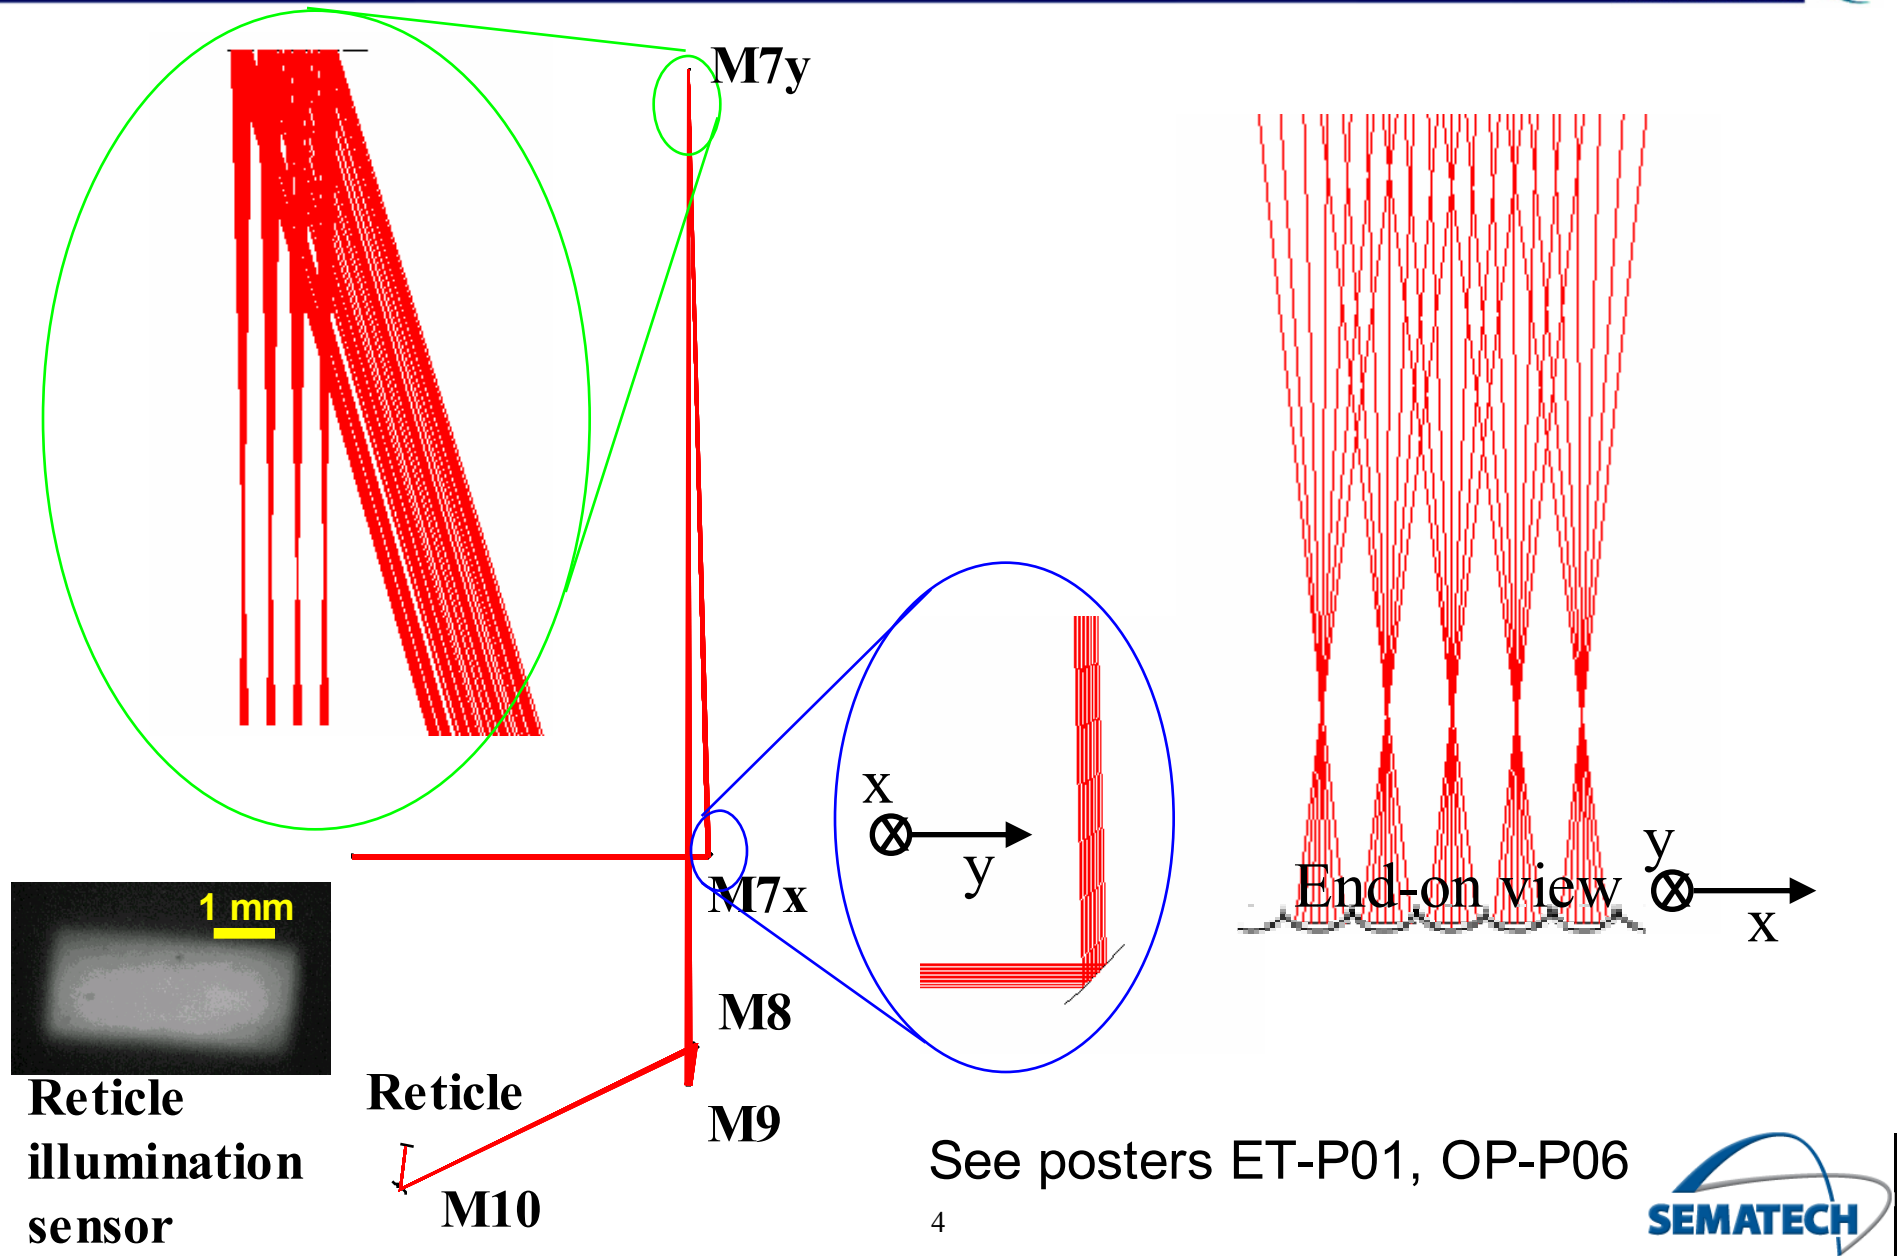 M7y
x
y
M7x
y
End-on view
x
1 mm
M8
Reticle
illumination
sensor
Reticle
M9
M10
See posters ET-P01, OP-P06
4
SEMATECH